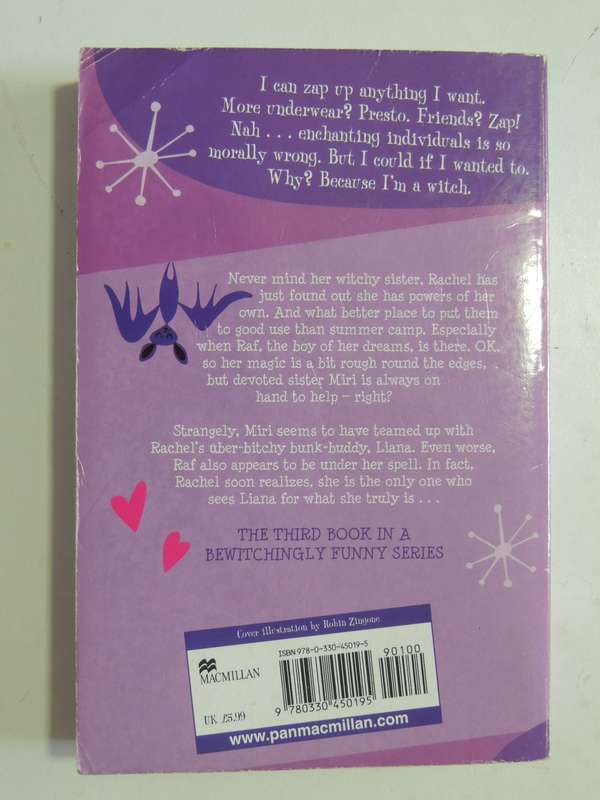 I can zap up anything I want.
More underwear? Presto. Friends? Zap!
Nah . . . enchanting individuals is so
morally wrong. But I could if I wanted to.
Why? Because I'm a witch.
Never mind her witchy sister, Rachel has
just found out she has powers of her
own. And what better place to put them
to good use than summer camp. Especially
when Raf, the boy of her dreams, is there. OK,
so her magic is a bit rough round the edges,
but devoted sister Miri is always on
hand to help – right?
Strangely, Miri seems to have teamed up with
Rachel's uber-bitchy bunk-buddy, Liana. Even worse,
Raf also appears to be under her spell. In fact,
Rachel soon realizes, she is the only one who
sees Liana for what she truly is . . .
THE THIRD BOOK IN A
BEWITCHINGLY FUNNY SERIES
Cover illustration by Robin Zingone
ISBN 978-0-330-45019-5
90100
MACMILLAN
UK £5.99
9 780330 450195
www.panmacmillan.com